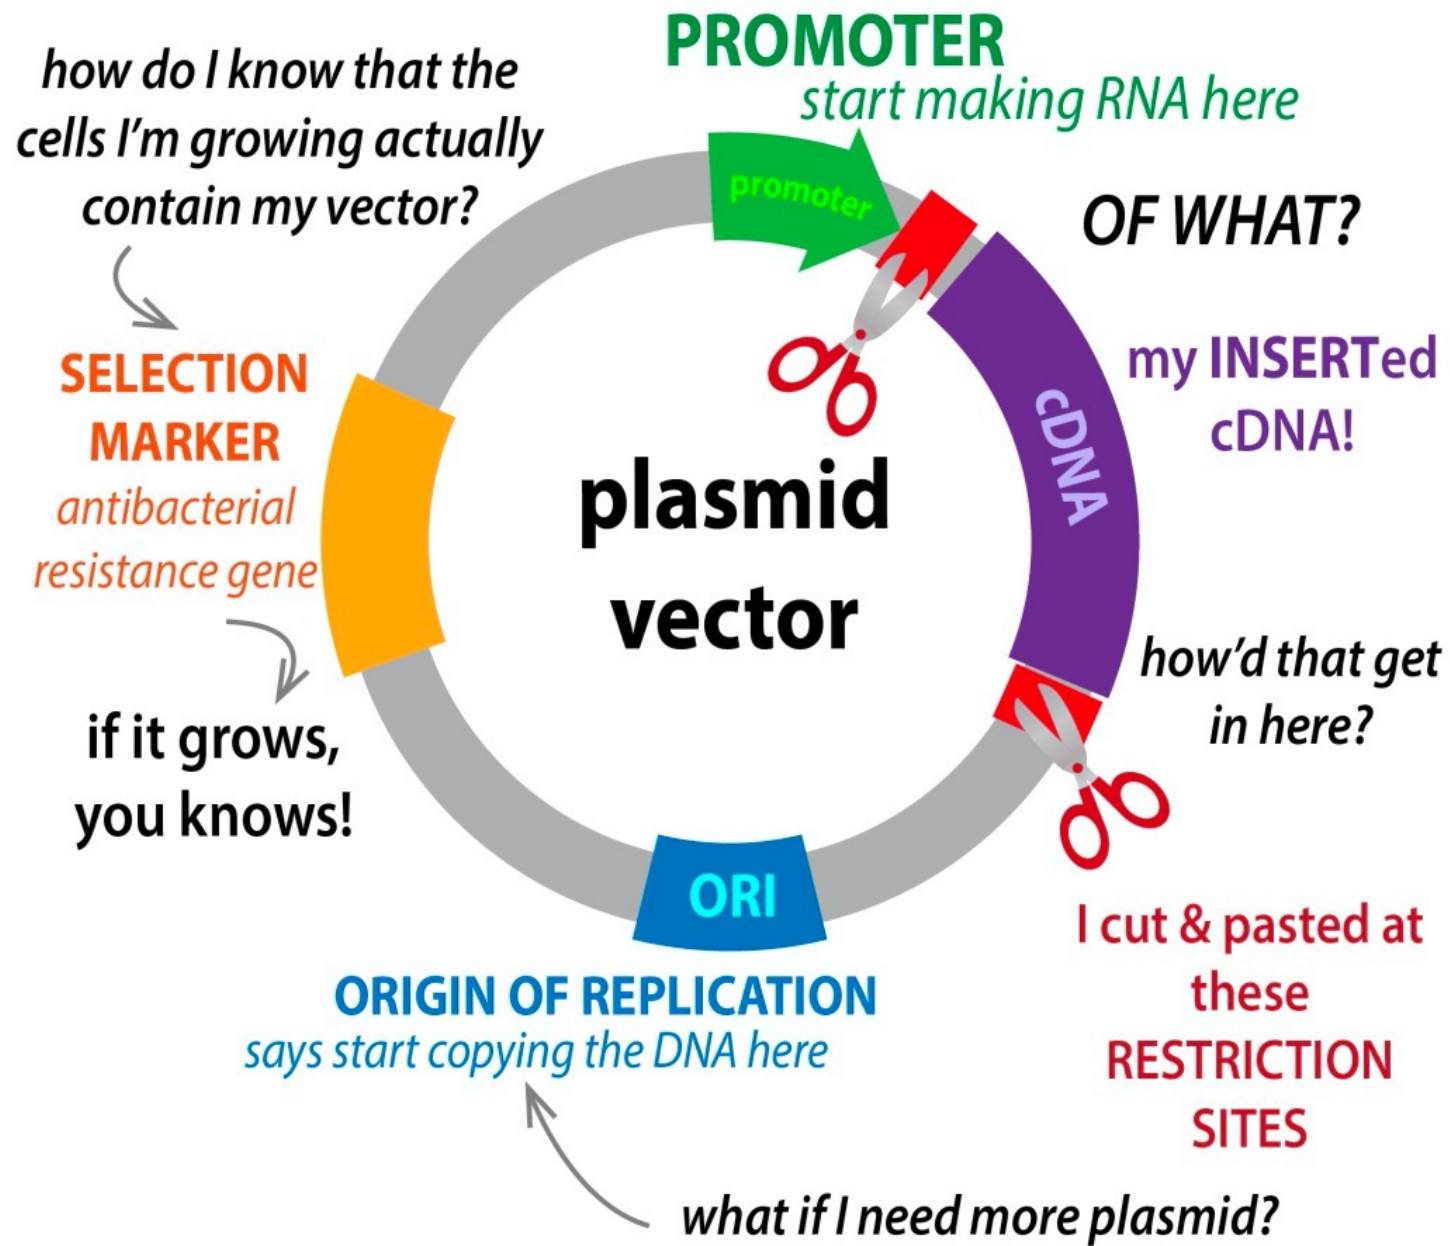 PROMOTER
start making RNA here
how do I know that the
cells I'm growing actually
contain my vector?
promoter
OF WHAT?
my INSERTed
cDNA!
cDNA
SELECTION
MARKER
antibacterial
resistance gene
plasmid
vector
how'd that get
in here?
if it grows,
you knows!
ORI
I cut & pasted at
these
RESTRICTION
SITES
ORIGIN OF REPLICATION
says start copying the DNA here
what if I need more plasmid?